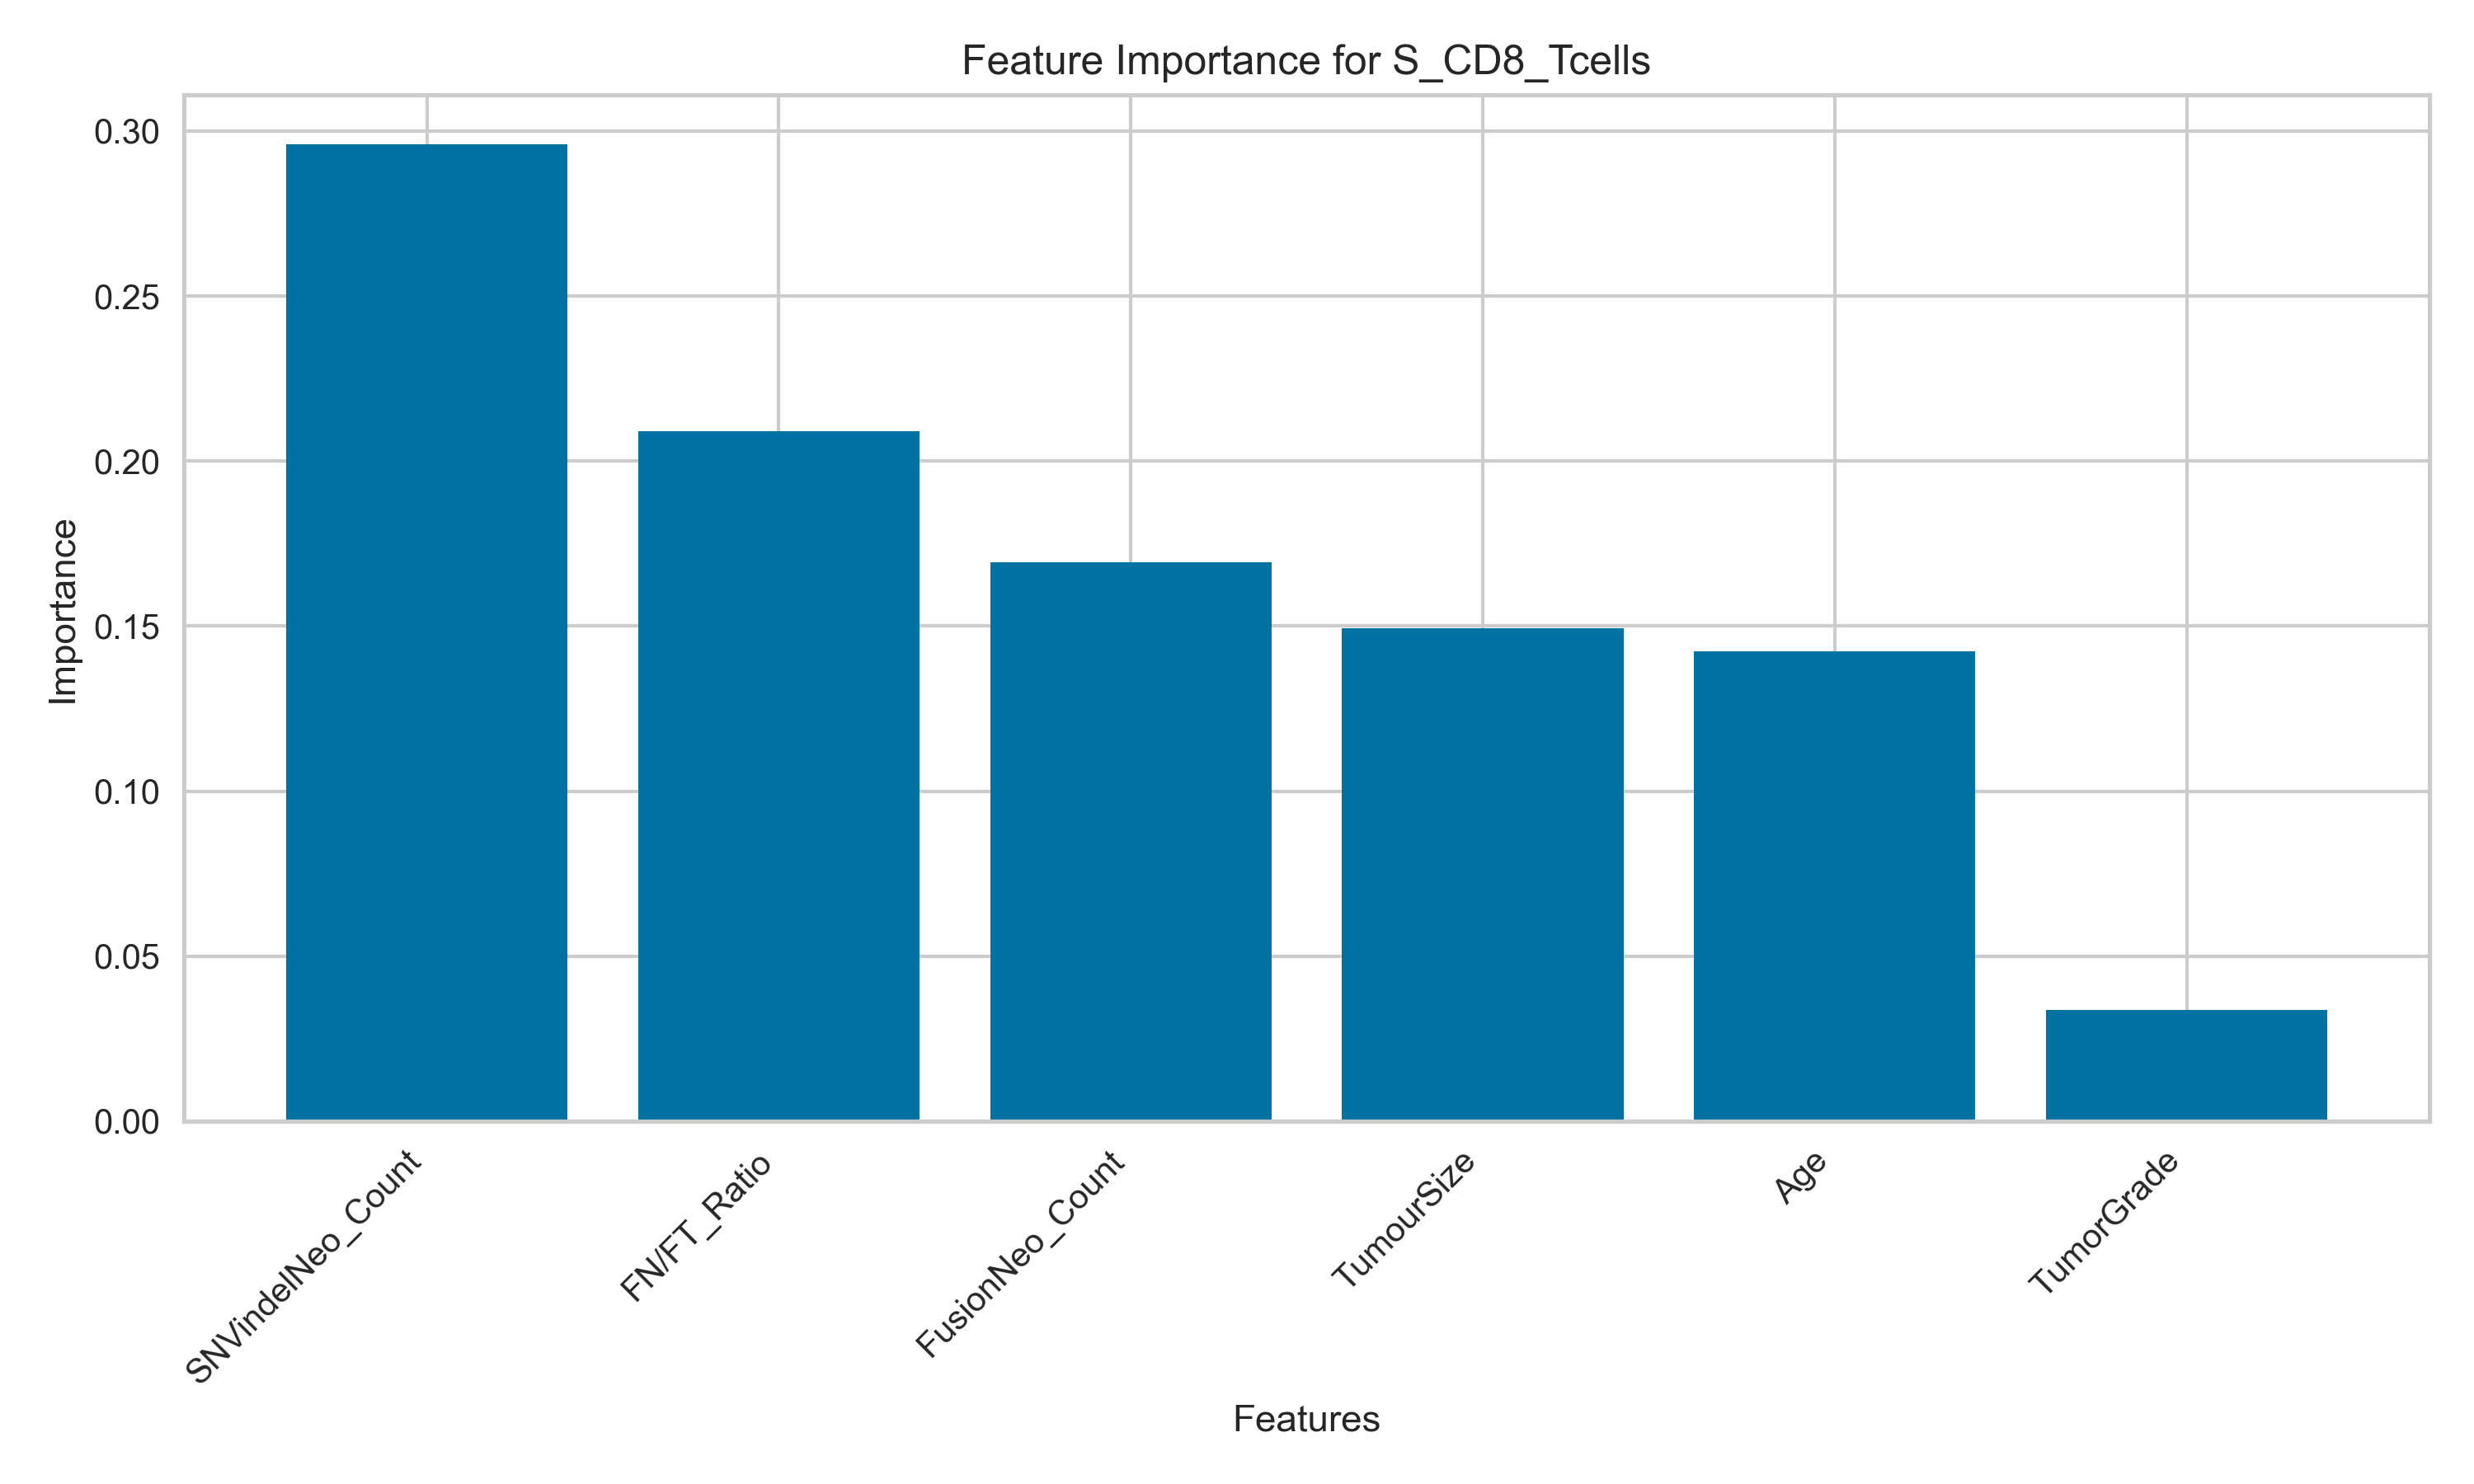 Feature Importance for S_CD8_Tcells
Importance
0.30
0.25
0.20
0.15
0.10
0.05
0.00
SNVindelNeo_Count
FN/FT_Ratio
FusionNeo_Count
TumourSize
Age
TumorGrade
Features